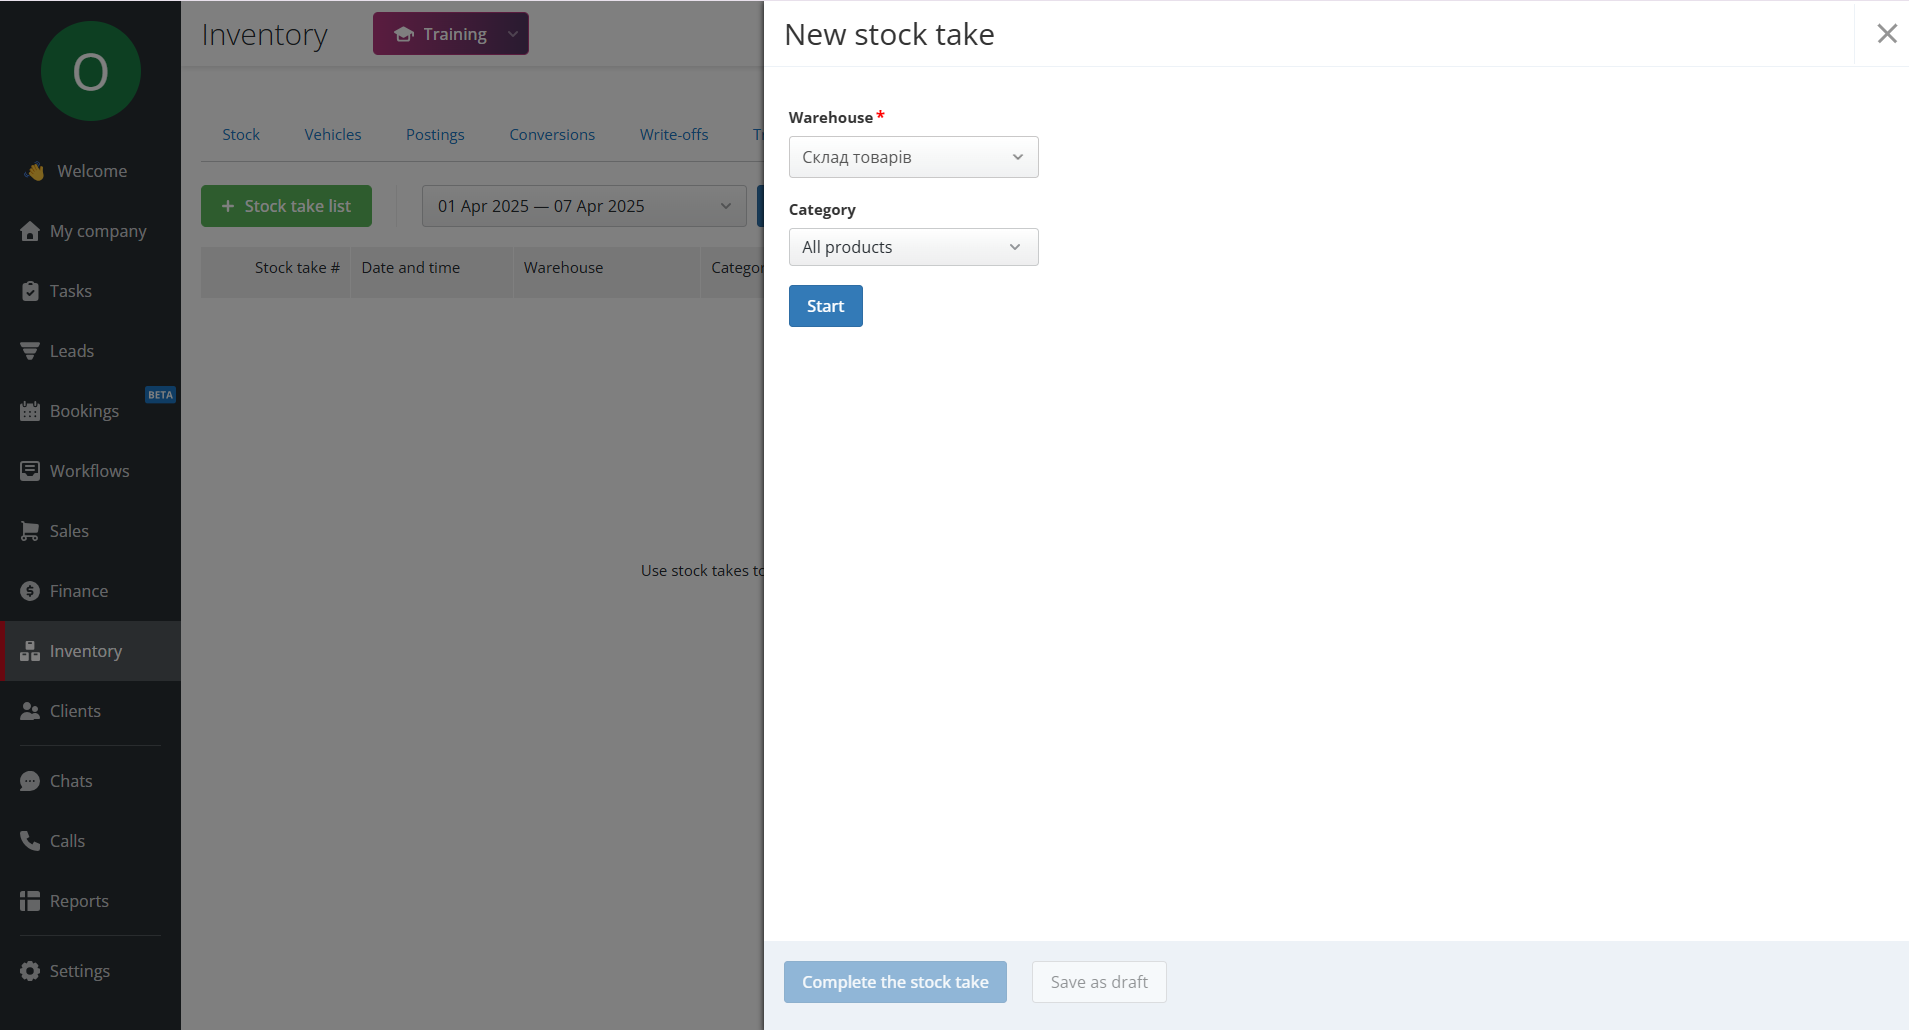 O
Welcome
My company
Tasks
Leads
BETA
Bookings
Workflows
Sales
Finance
Inventory
Clients
Chats
Calls
Reports
Settings
Inventory
Training
Stock Vehicles Postings Conversions Write-offs
+ Stock take list
01 Apr 2025 — 07 Apr 2025
Stock take # Date and time Warehouse
Use stock takes
New stock take
Warehouse*
Склад товарів
Category
All products
Start
Complete the stock take
Save as draft